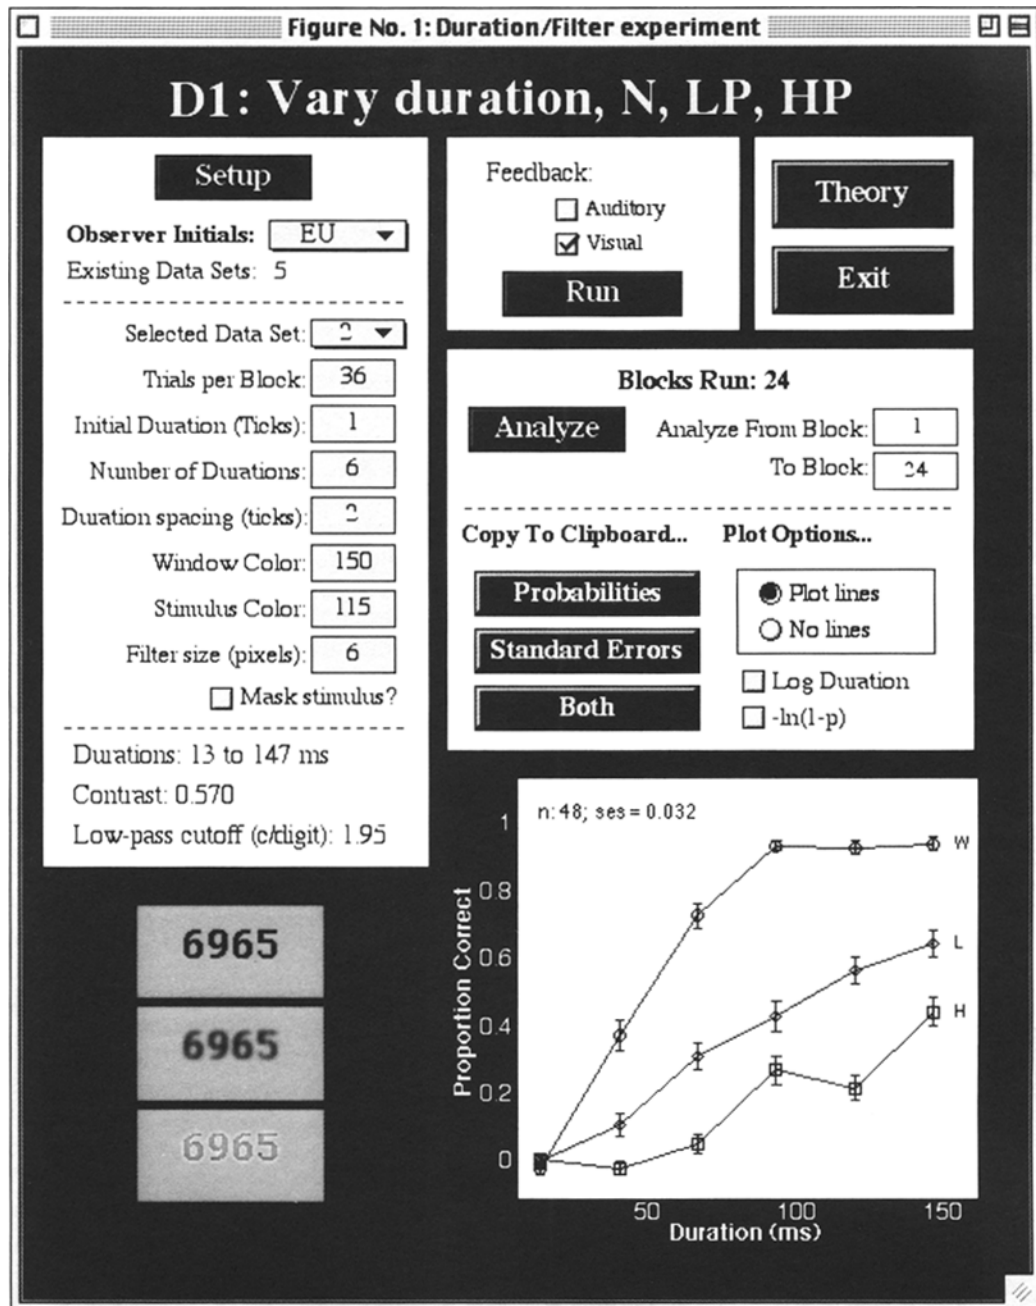 Figure No. 1: Duration/Filter experiment
D1: Vary duration, N, LP, HP
Setup
Observer Initials: EU
Existing Data Sets: 5
Selected Data Set: 2
Trials per Block: 36
Initial Duration (Ticks): 1
Number of Durations: 6
Duration spacing (ticks): 2
Window Color: 150
Stimulus Color: 115
Filter size (pixels): 6
Mask stimulus?
Durations: 13 to 147 ms
Contrast: 0.570
Low-pass cutoff (c/digit): 1.95
Feedback:
Auditory
Visual
Run
Theory
Exit
Blocks Run: 24
Analyze
Analyze From Block: 1
To Block: 24
Copy To Clipboard...
Probabilities
Standard Errors
Both
Plot Options...
Plot lines
No lines
Log Duration
-ln(1-p)
6965
6965
6965
n: 48; ses = 0.032
W
L
H
1
0.8
0.6
0.4
0.2
0
Proportion Correct
50 100 150
Duration (ms)